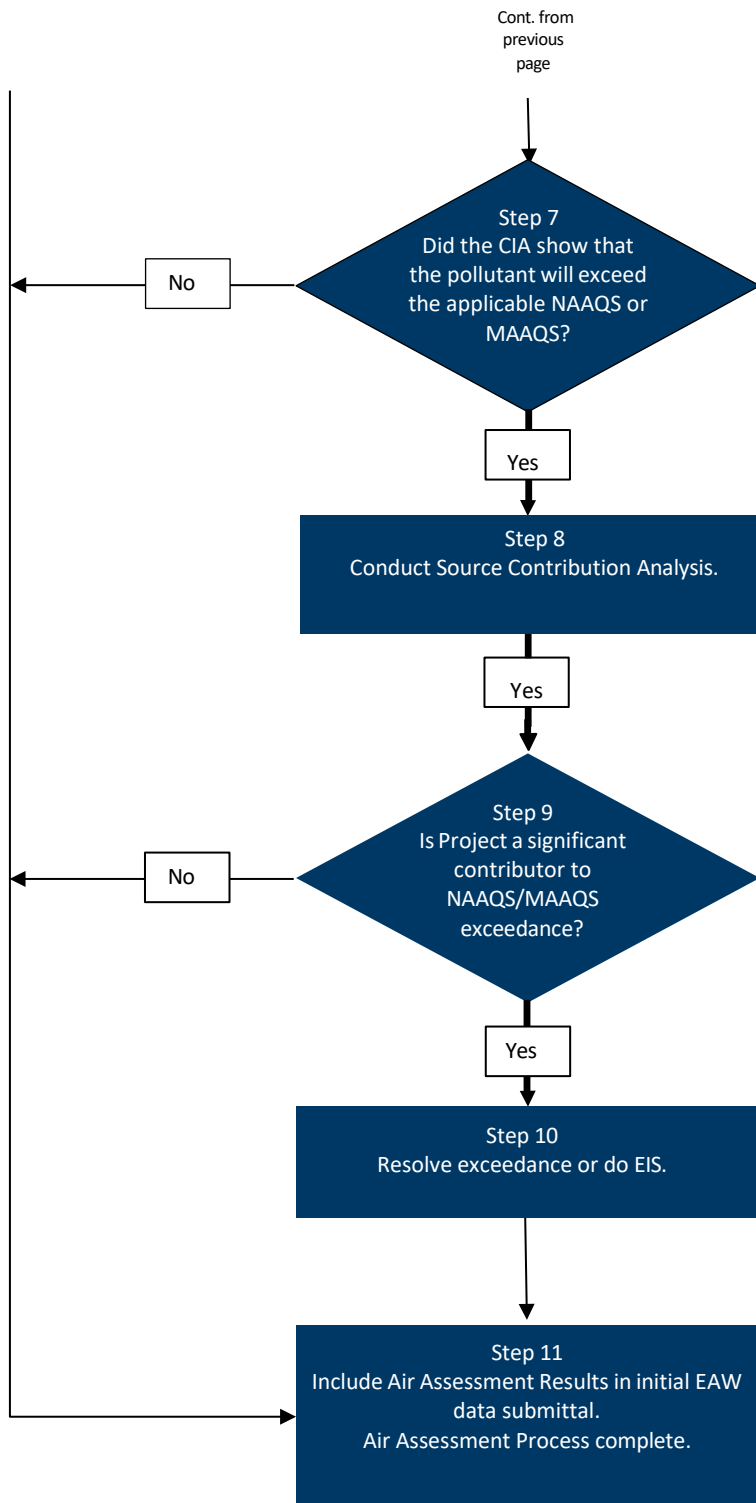 Cont. from
previous
page
Step 7
Did the CIA show that
the pollutant will exceed
the applicable NAAQS or
MAAQS?
No
Yes
Step 8
Conduct Source Contribution Analysis.
Yes
Step 9
Is Project a significant
contributor to
NAAQS/MAAQS
exceedance?
No
Yes
Step 10
Resolve exceedance or do EIS.
Step 11
Include Air Assessment Results in initial EAW
data submittal.
Air Assessment Process complete.